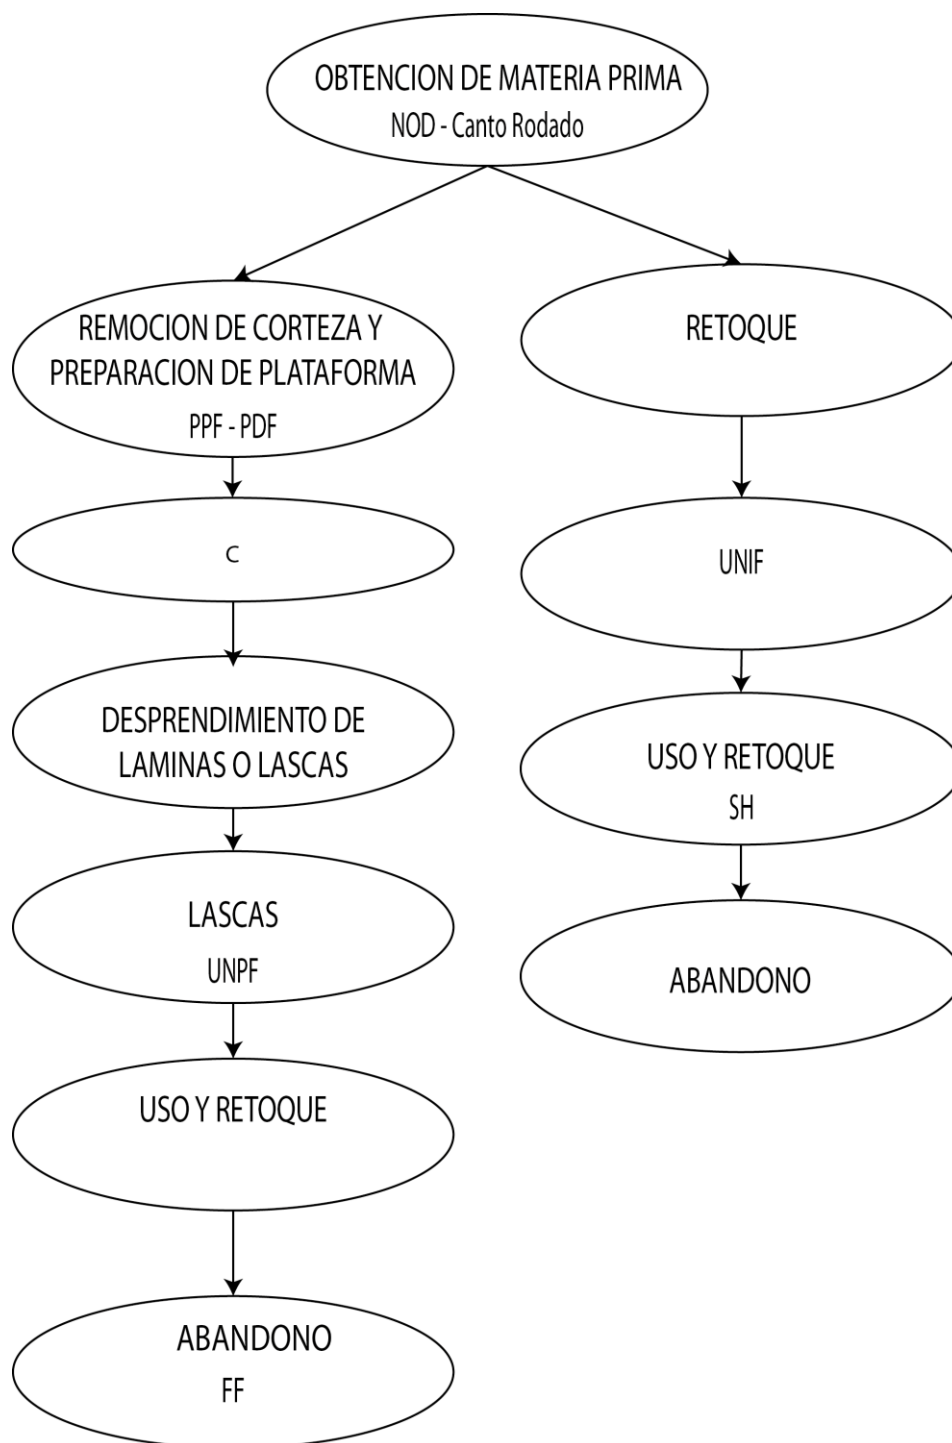 OBTENCION DE MATERIA PRIMA
NOD - Canto Rodado
REMOCION DE CORTEZA Y
PREPARACION DE PLATAFORMA
PPF - PDF
C
DESPRENDIMIENTO DE
LAMINAS O LASCAS
LASCAS
UNPF
USO Y RETOQUE
ABANDONO
FF
RETOQUE
UNIF
USO Y RETOQUE
SH
ABANDONO